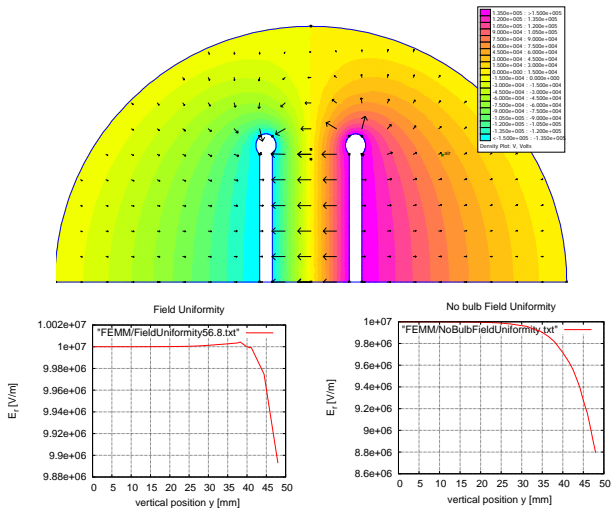 1.350e+005 : >1.500e+005
1.200e+005 : 1.350e+005
1.050e+005 : 1.200e+005
9.000e+004 : 1.050e+005
7.500e+004 : 9.000e+004
6.000e+004 : 7.500e+004
4.500e+004 : 6.000e+004
3.000e+004 : 4.500e+004
1.500e+004 : 3.000e+004
0.000e+000 : 1.500e+004
-1.500e+004 : 0.000e+000
-3.000e+004 : -1.500e+004
-4.500e+004 : -3.000e+004
-6.000e+004 : -4.500e+004
-7.500e+004 : -6.000e+004
-9.000e+004 : -7.500e+004
-1.050e+005 : -9.000e+004
-1.200e+005 : -1.050e+005
-1.350e+005 : -1.200e+005
<-1.500e+005 : -1.350e+005
Density Plot: V, Volts
Field Uniformity
"FEMM/FieldUniformity56.8.txt"
1.002e+07
1e+07
9.98e+06
9.96e+06
9.94e+06
9.92e+06
9.9e+06
9.88e+06
E_r [V/m]
0 5 10 15 20 25 30 35 40 45 50
vertical position y [mm]
No bulb Field Uniformity
"FEMM/NoBulbFieldUniformity.txt"
1e+07
9.8e+06
9.6e+06
9.4e+06
9.2e+06
9e+06
8.8e+06
8.6e+06
E_r [V/m]
0 5 10 15 20 25 30 35 40 45 50
vertical position y [mm]